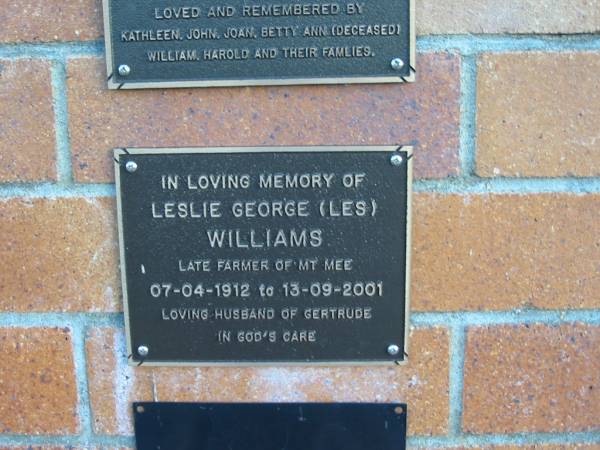 LOVED AND REMEMBERED BY
KATHLEEN, JOHN, JOAN, BETTY ANN (DECEASED)
WILLIAM, HAROLD AND THEIR FAMLIES.
IN LOVING MEMORY OF
LESLIE GEORGE (LES)
WILLIAMS
LATE FARMER OF MT MEE
07-04-1912 to 13-09-2001
LOVING HUSBAND OF GERTRUDE
IN GOD'S CARE